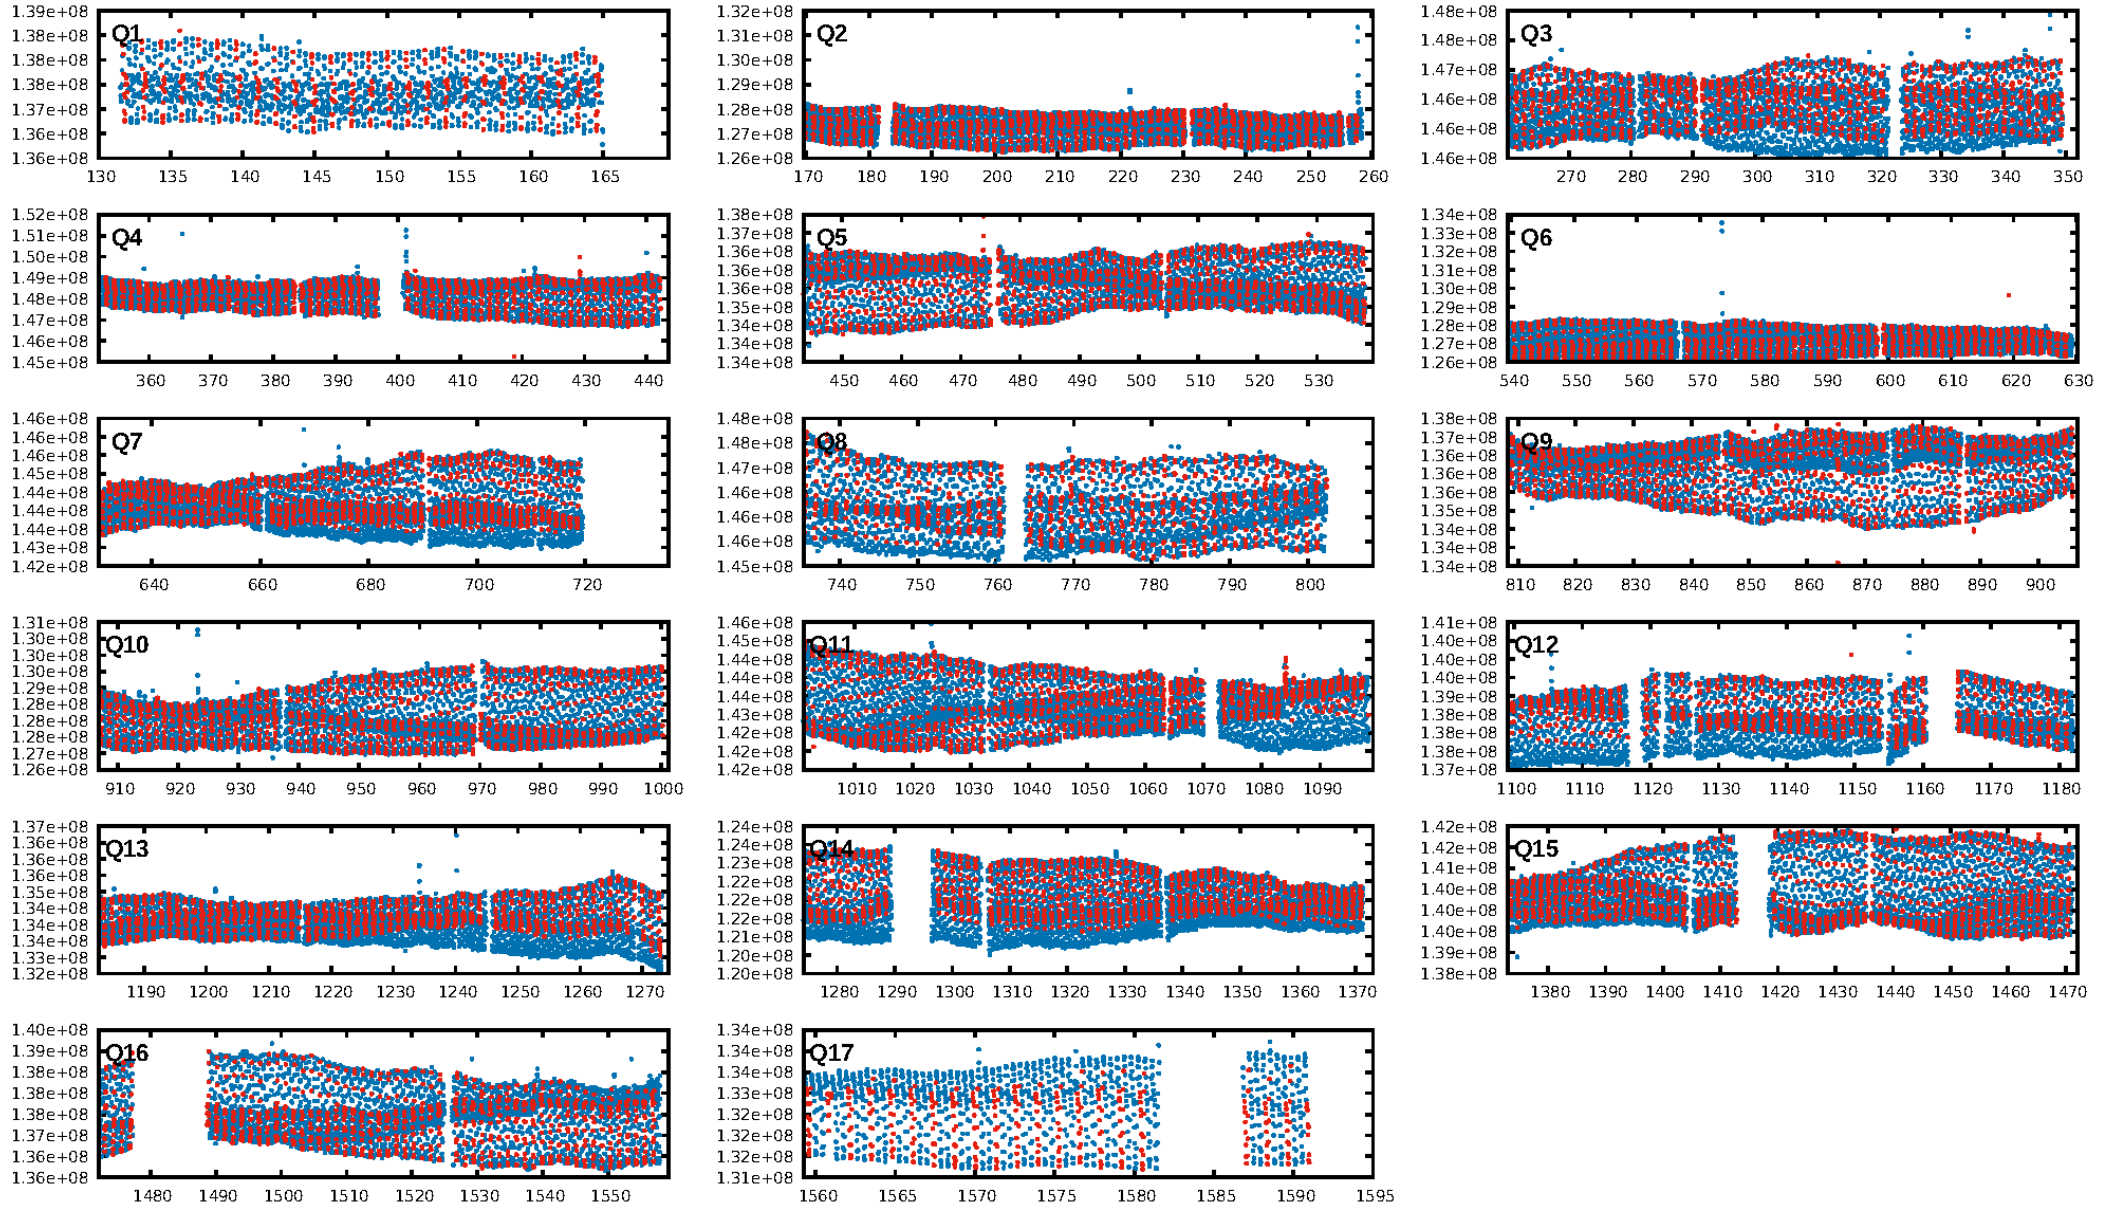 Q1
1.39e+08
1.38e+08
1.38e+08
1.38e+08
1.37e+08
1.36e+08
1.36e+08
130 135 140 145 150 155 160 165
Q2
1.32e+08
1.31e+08
1.30e+08
1.29e+08
1.28e+08
1.27e+08
1.26e+08
170 180 190 200 210 220 230 240 250 260
Q3
1.48e+08
1.48e+08
1.47e+08
1.46e+08
1.46e+08
1.46e+08
270 280 290 300 310 320 330 340 350
Q4
1.52e+08
1.51e+08
1.50e+08
1.49e+08
1.48e+08
1.47e+08
1.46e+08
1.45e+08
360 370 380 390 400 410 420 430 440
Q5
1.38e+08
1.37e+08
1.36e+08
1.36e+08
1.36e+08
1.35e+08
1.34e+08
1.34e+08
1.34e+08
450 460 470 480 490 500 510 520 530
Q6
1.34e+08
1.33e+08
1.32e+08
1.31e+08
1.30e+08
1.29e+08
1.28e+08
1.27e+08
1.26e+08
540 550 560 570 580 590 600 610 620 630
Q7
1.46e+08
1.46e+08
1.46e+08
1.45e+08
1.44e+08
1.44e+08
1.44e+08
1.43e+08
1.42e+08
640 660 680 700 720
Q8
1.48e+08
1.48e+08
1.47e+08
1.46e+08
1.46e+08
1.46e+08
1.45e+08
740 750 760 770 780 790 800
Q9
1.38e+08
1.37e+08
1.36e+08
1.36e+08
1.36e+08
1.35e+08
1.34e+08
1.34e+08
1.34e+08
810 820 830 840 850 860 870 880 890 900
Q10
1.31e+08
1.30e+08
1.30e+08
1.29e+08
1.29e+08
1.28e+08
1.28e+08
1.28e+08
1.27e+08
1.26e+08
910 920 930 940 950 960 970 980 990 1000
Q11
1.46e+08
1.45e+08
1.44e+08
1.44e+08
1.44e+08
1.43e+08
1.42e+08
1.42e+08
1.42e+08
1010 1020 1030 1040 1050 1060 1070 1080 1090
Q12
1.41e+08
1.40e+08
1.40e+08
1.40e+08
1.39e+08
1.38e+08
1.38e+08
1.38e+08
1.37e+08
1100 1110 1120 1130 1140 1150 1160 1170 1180
Q13
1.37e+08
1.36e+08
1.36e+08
1.36e+08
1.35e+08
1.34e+08
1.34e+08
1.34e+08
1.33e+08
1.32e+08
1190 1200 1210 1220 1230 1240 1250 1260 1270
Q14
1.24e+08
1.24e+08
1.23e+08
1.22e+08
1.22e+08
1.22e+08
1.21e+08
1.20e+08
1.20e+08
1280 1290 1300 1310 1320 1330 1340 1350 1360 1370
Q15
1.42e+08
1.42e+08
1.41e+08
1.40e+08
1.40e+08
1.40e+08
1.39e+08
1.38e+08
1380 1390 1400 1410 1420 1430 1440 1450 1460 1470
Q16
1.40e+08
1.39e+08
1.38e+08
1.38e+08
1.38e+08
1.37e+08
1.36e+08
1.36e+08
1480 1490 1500 1510 1520 1530 1540 1550
Q17
1.34e+08
1.34e+08
1.33e+08
1.32e+08
1.32e+08
1.32e+08
1.31e+08
1560 1565 1570 1575 1580 1585 1590 1595